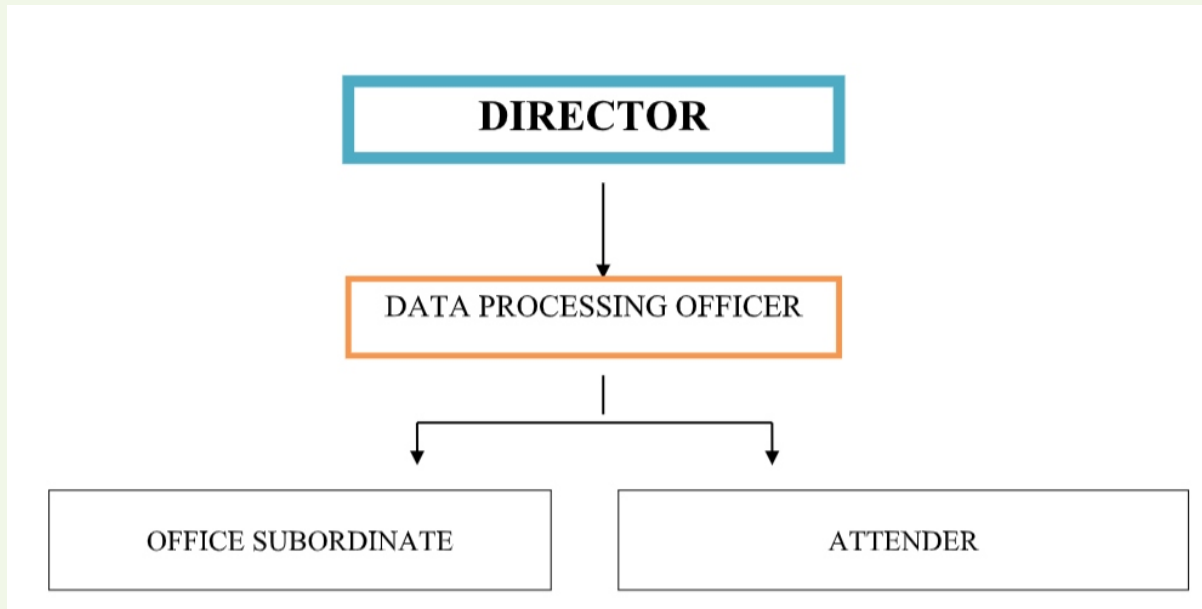 DIRECTOR
DATA PROCESSING OFFICER
OFFICE SUBORDINATE
ATTENDER